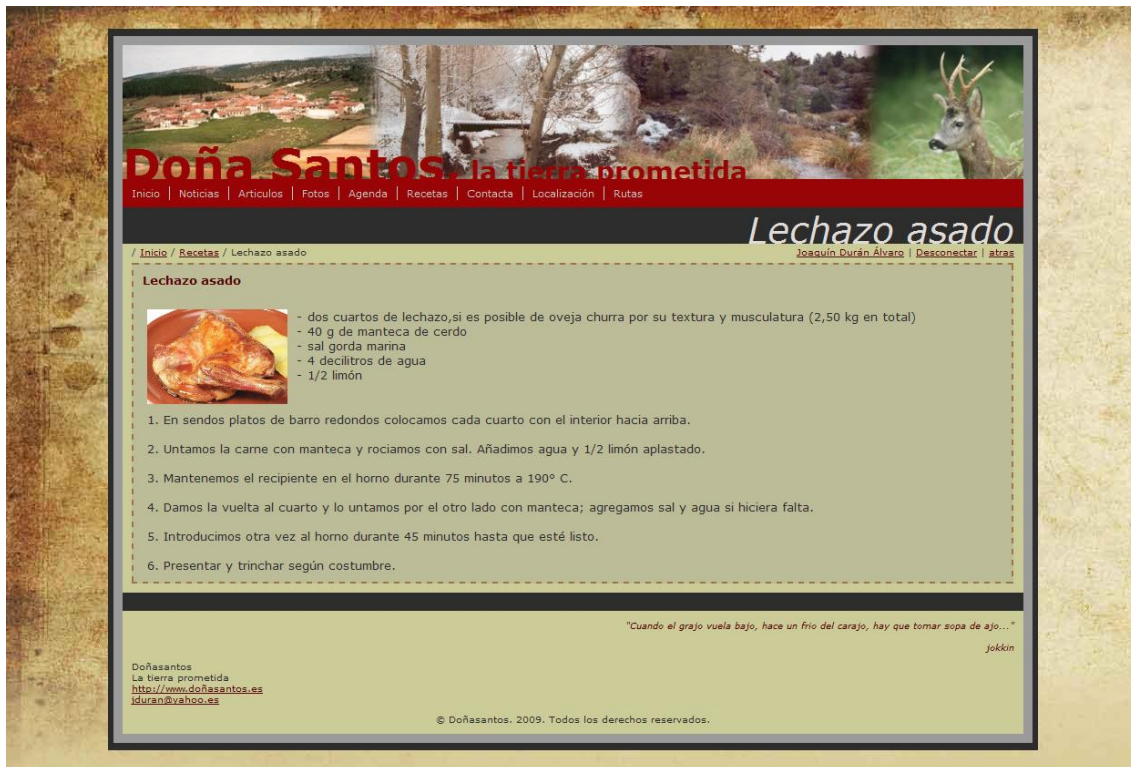 Doña Santos, la tierra prometida
Inicio | Noticias | Articulos | Fotos | Agenda | Recetas | Contacta | Localización | Rutas
Lechazo asado
/ Inicio / Recetas / Lechazo asado
Joaquín Durán Álvaro | Desconectar | atras
Lechazo asado
- dos cuartos de lechazo,si es posible de oveja churra por su textura y musculatura (2,50 kg en total)
- 40 g de manteca de cerdo
- sal gorda marina
- 4 decilitros de agua
- 1/2 limón
1. En sendos platos de barro redondos colocamos cada cuarto con el interior hacia arriba.
2. Untamos la carne con manteca y rociamos con sal. Añadimos agua y 1/2 limón aplastado.
3. Mantenemos el recipiente en el horno durante 75 minutos a 190º C.
4. Damos la vuelta al cuarto y lo untamos por el otro lado con manteca; agregamos sal y agua si hiciera falta.
5. Introducimos otra vez al horno durante 45 minutos hasta que esté listo.
6. Presentar y trinchar según costumbre.
"Cuando el grajo vuela bajo, hace un frio del carajo, hay que tomar sopa de ajo..."
jokkin
Doñasantos
La tierra prometida
http://www.doñasantos.es
jduran@yahoo.es
© Doñasantos. 2009. Todos los derechos reservados.